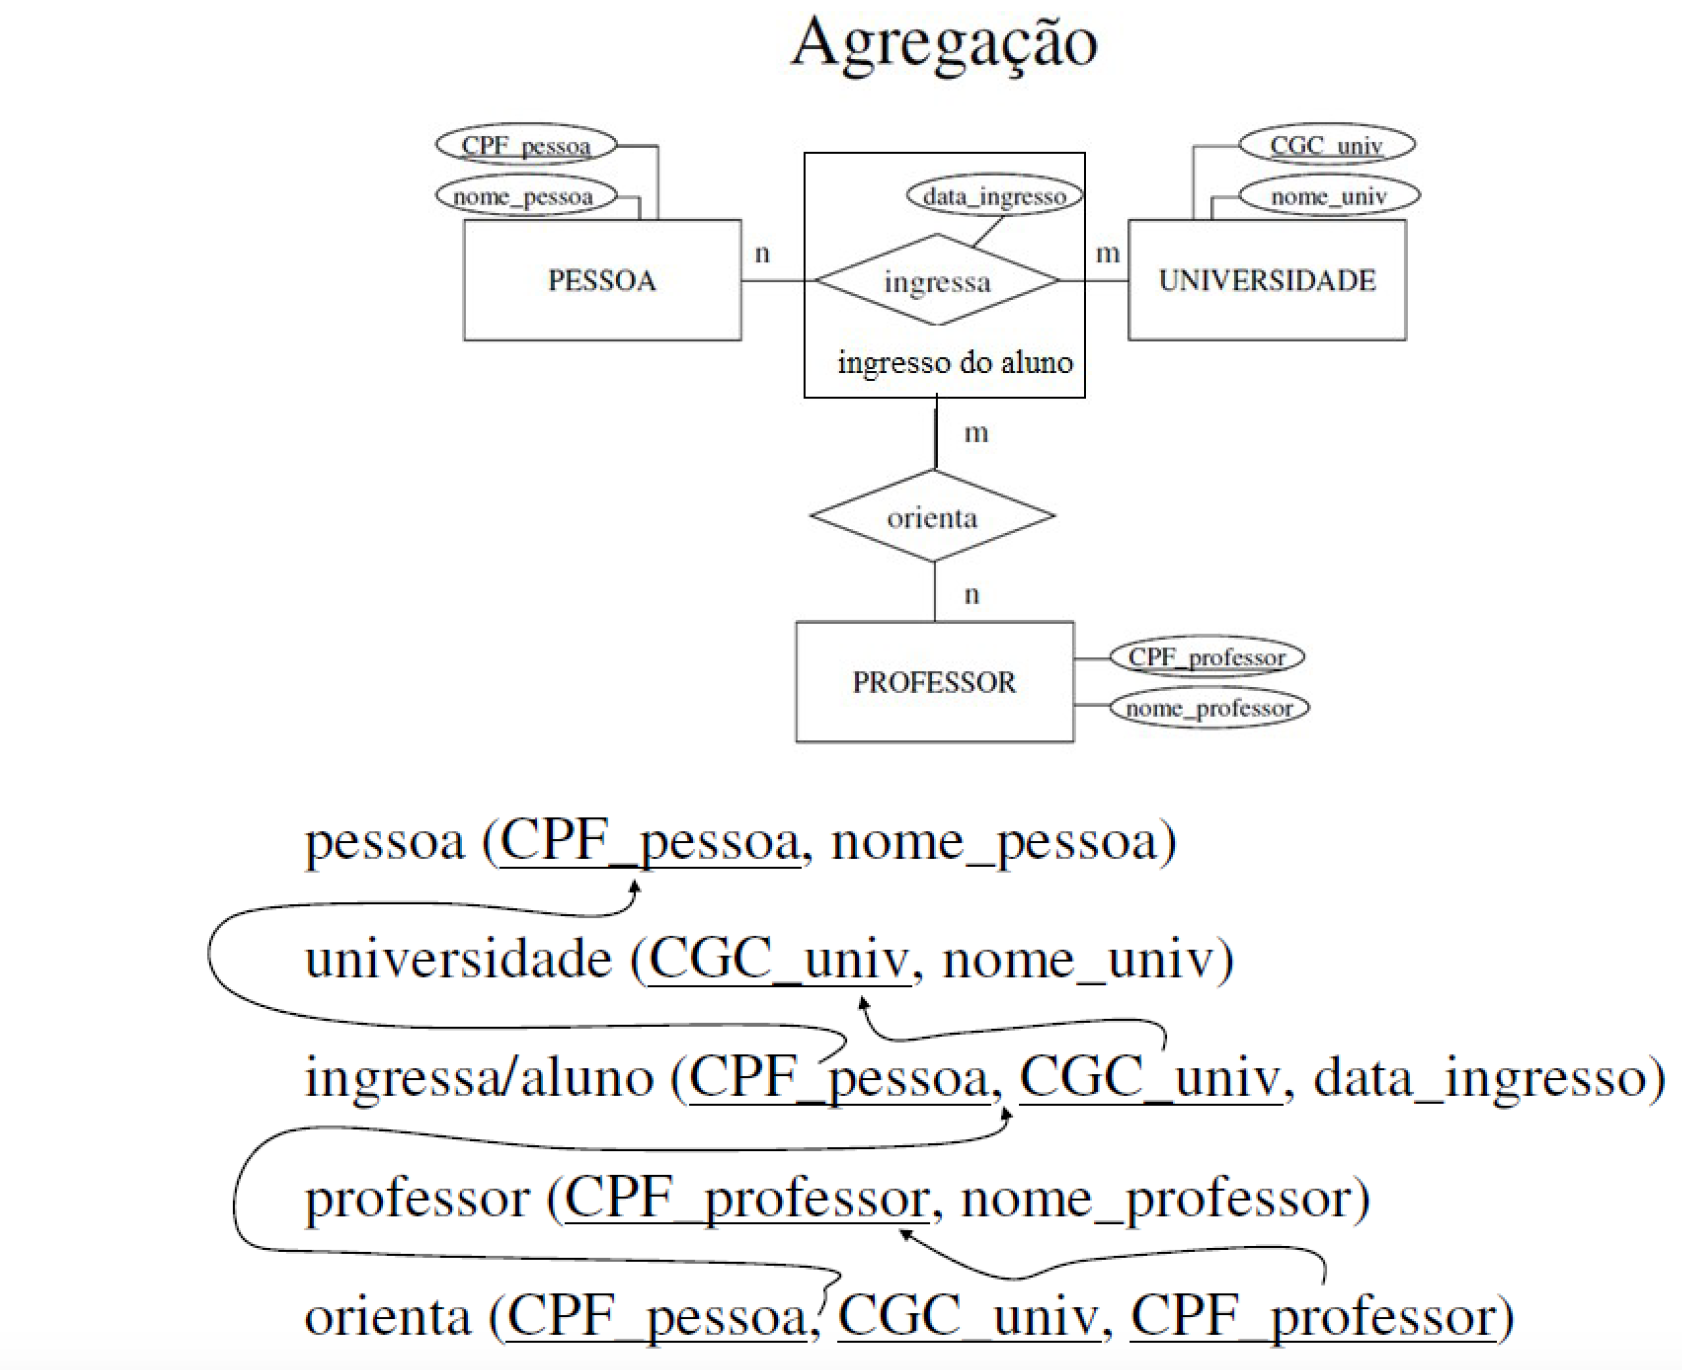 Agregação
CPF_pessoa
CGC_univ
nome_pessoa
data_ingresso
nome_univ
n
m
PESSOA
ingressa
UNIVERSIDADE
ingresso do aluno
m
orienta
n
CPF_professor
PROFESSOR
nome_professor
pessoa (CPF_pessoa, nome_pessoa)
universidade (CGC_univ, nome_univ)
ingressa/aluno (CPF_pessoa, CGC_univ, data_ingresso)
professor (CPF_professor, nome_professor)
orienta (CPF_pessoa, CGC_univ, CPF_professor)